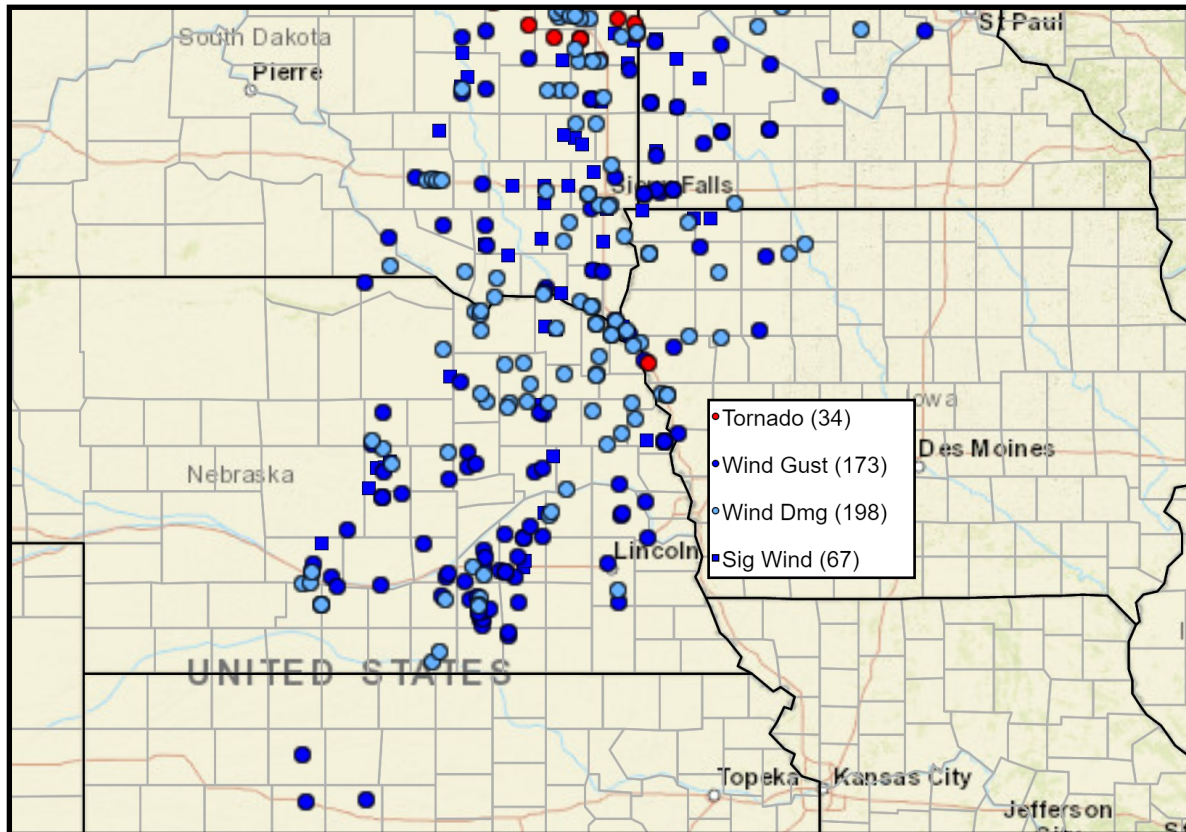 St Paul
South Dakota
Pierre
Sioux Falls
Iowa
Tornado (34)
Des Moines
Wind Gust (173)
Nebraska
Wind Dmg (198)
Lincoln
Sig Wind (67)
UNITED STATES
Topeka
Kansas City
Jefferson